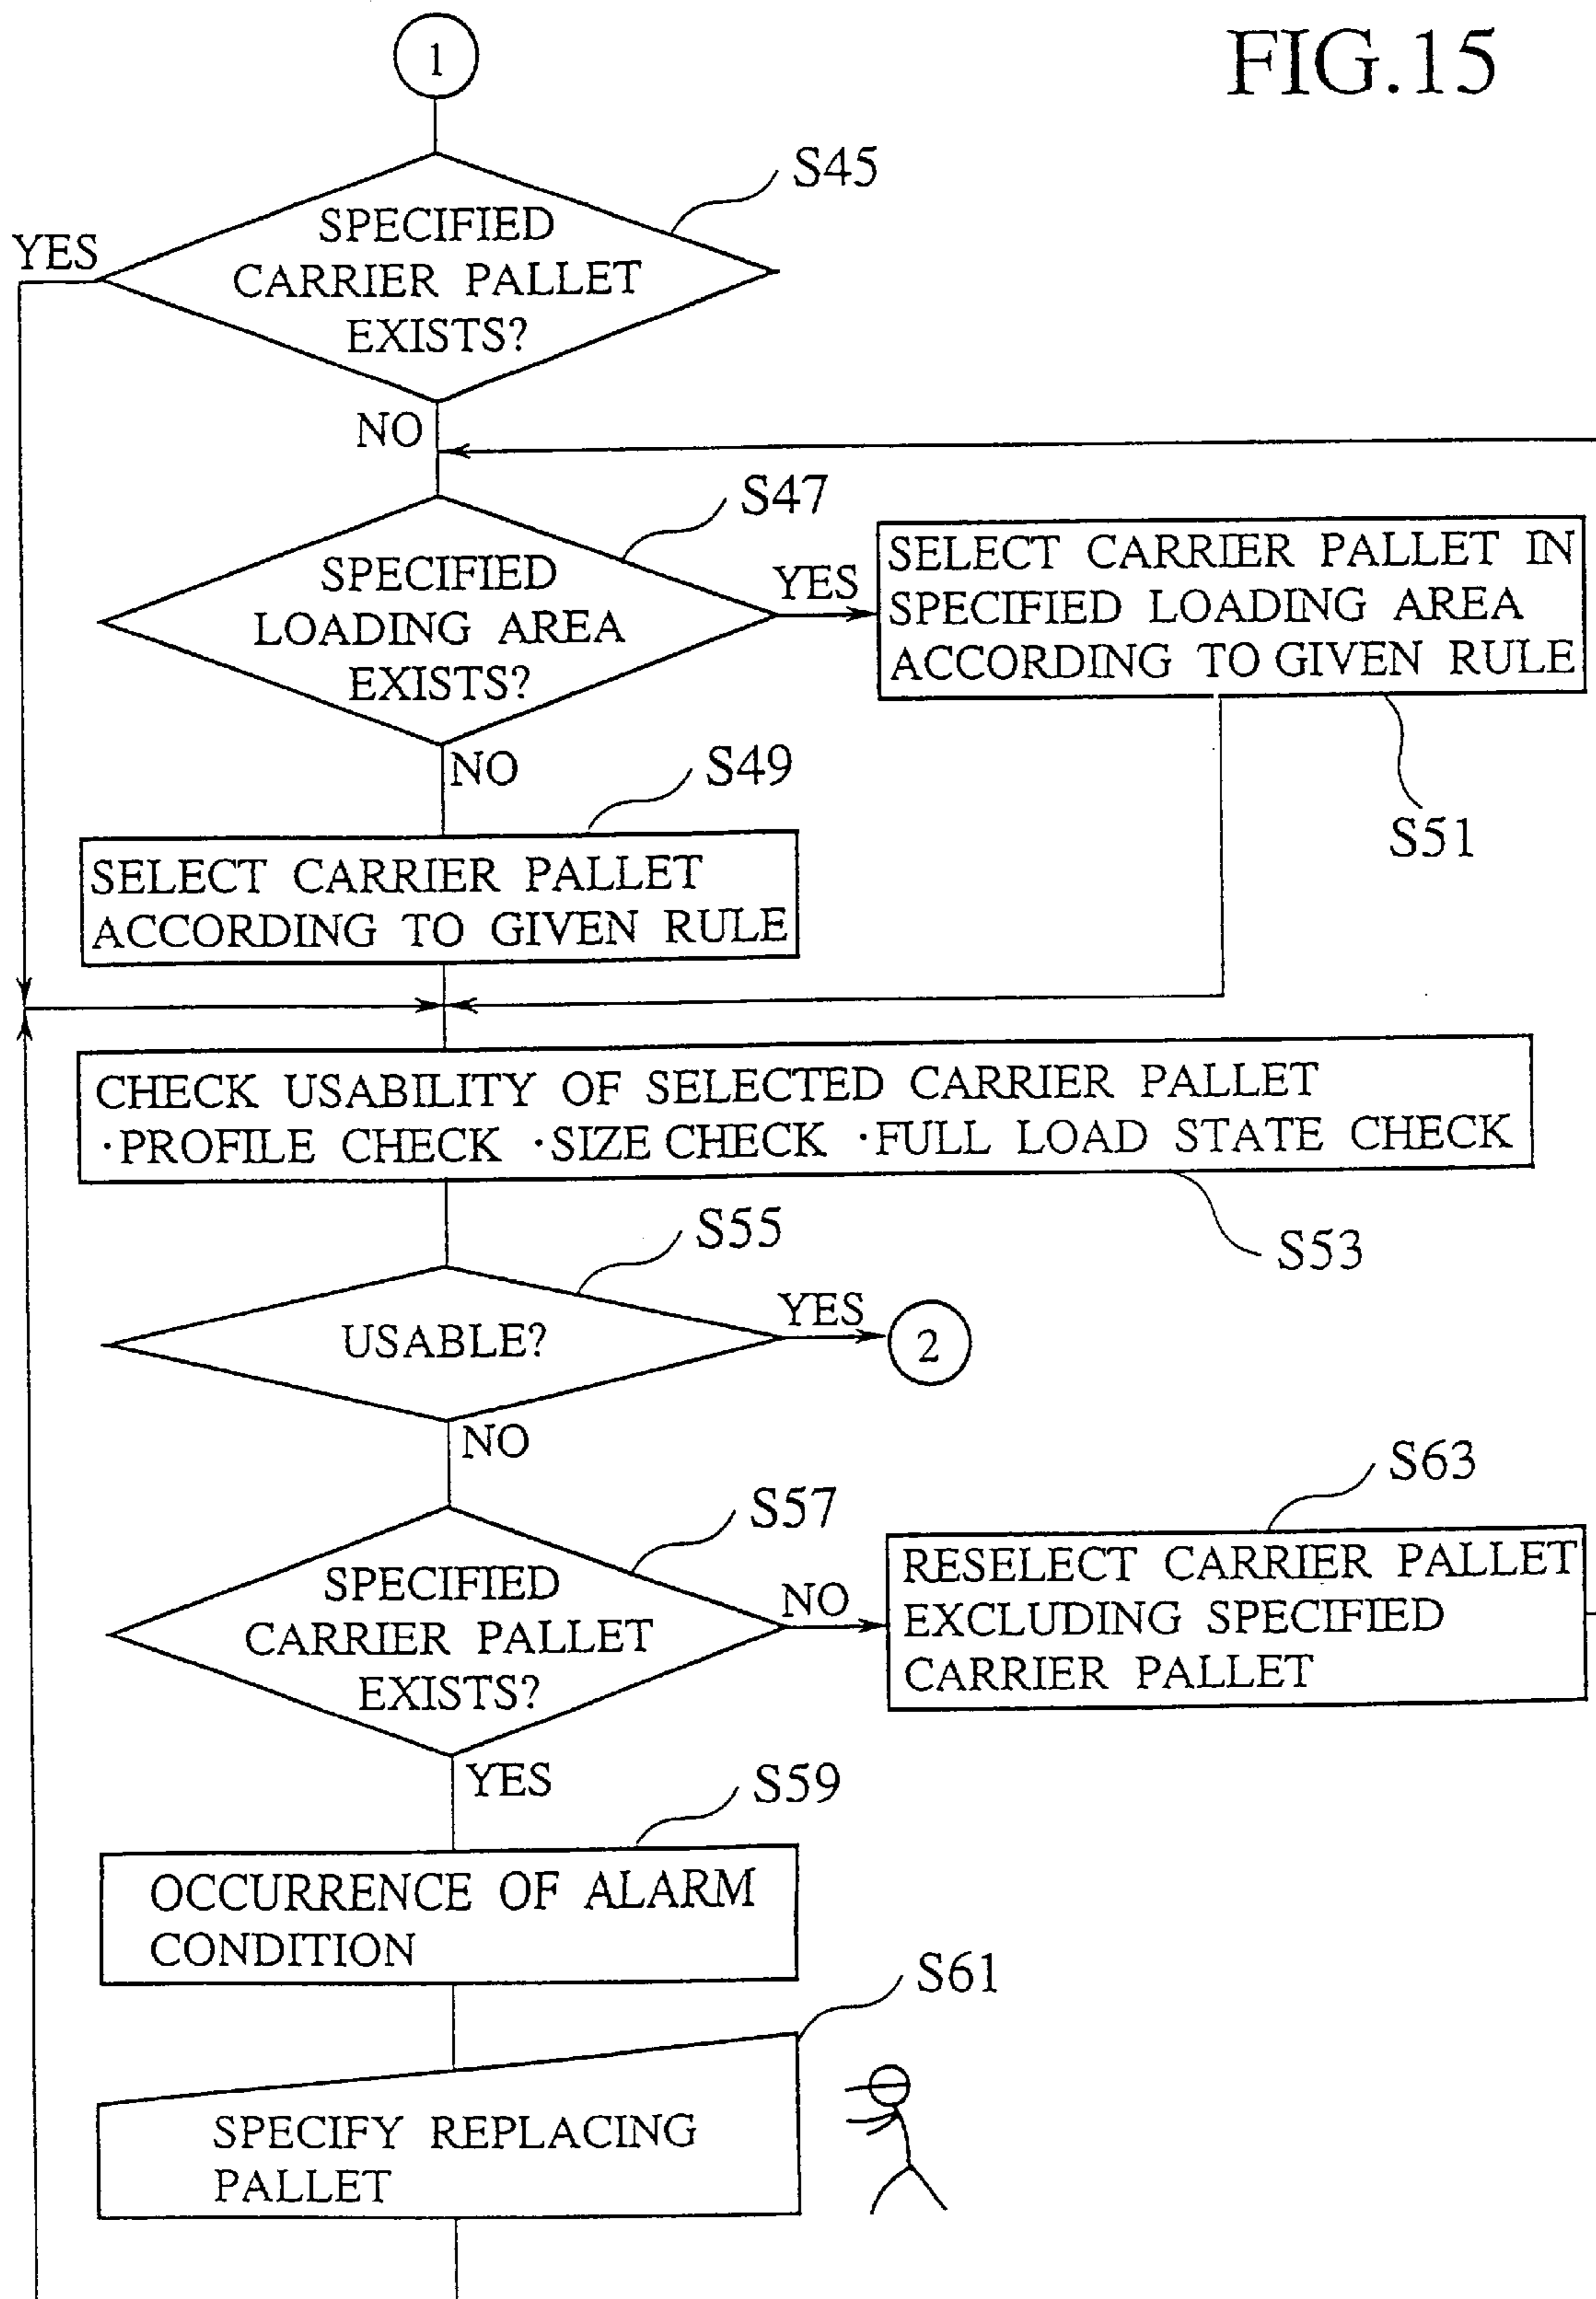 FIG.15
1
S45
SPECIFIED
CARRIER PALLET
EXISTS?
YES
NO
S47
SPECIFIED
LOADING AREA
EXISTS?
YES
SELECT CARRIER PALLET IN
SPECIFIED LOADING AREA
ACCORDING TO GIVEN RULE
S51
NO
S49
SELECT CARRIER PALLET
ACCORDING TO GIVEN RULE
CHECK USABILITY OF SELECTED CARRIER PALLET
·PROFILE CHECK ·SIZE CHECK ·FULL LOAD STATE CHECK
S53
S55
USABLE?
YES
2
NO
S57
SPECIFIED
CARRIER PALLET
EXISTS?
NO
S63
RESELECT CARRIER PALLET
EXCLUDING SPECIFIED
CARRIER PALLET
YES
S59
OCCURRENCE OF ALARM
CONDITION
S61
SPECIFY REPLACING
PALLET